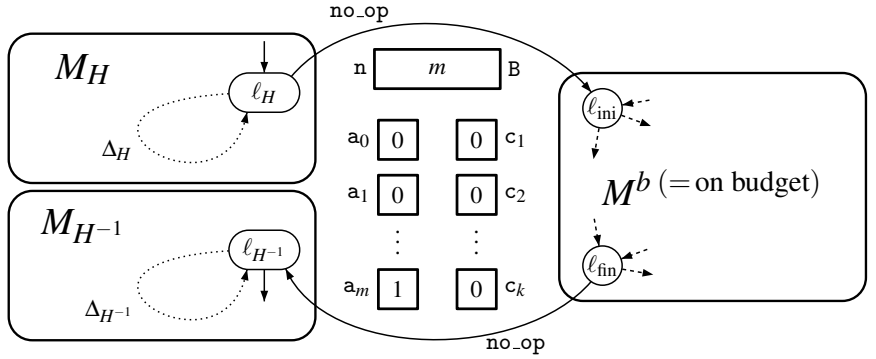 no_op
M_H
ℓ_H
Δ_H
n m B
a_0 0 0 c_1
a_1 0 0 c_2
⋮ ⋮
a_m 1 0 c_k
ℓ_ini
M^b (= on budget)
ℓ_fin
M_{H^{-1}}
ℓ_{H^{-1}}
Δ_{H^{-1}}
no_op